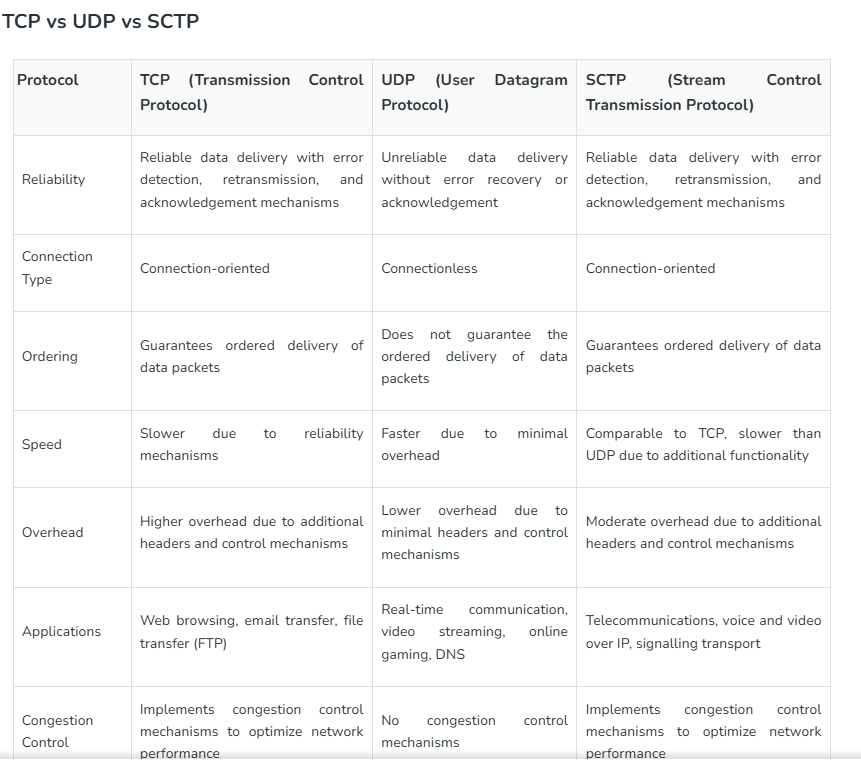 TCP vs UDP vs SCTP
Protocol
TCP (Transmission Control
Protocol)
UDP (User Datagram
Protocol)
SCTP (Stream Control
Transmission Protocol)
Reliability
Reliable data delivery with error
detection, retransmission, and
acknowledgement mechanisms
Unreliable data delivery
without error recovery or
acknowledgement
Reliable data delivery with error
detection, retransmission, and
acknowledgement mechanisms
Connection
Type
Connection-oriented
Connectionless
Connection-oriented
Ordering
Guarantees ordered delivery of
data packets
Does not guarantee the
ordered delivery of data
packets
Guarantees ordered delivery of data
packets
Speed
Slower due to reliability
mechanisms
Faster due to minimal
overhead
Comparable to TCP, slower than
UDP due to additional functionality
Overhead
Higher overhead due to additional
headers and control mechanisms
Lower overhead due to
minimal headers and control
mechanisms
Moderate overhead due to additional
headers and control mechanisms
Applications
Web browsing, email transfer, file
transfer (FTP)
Real-time communication,
video streaming, online
gaming, DNS
Telecommunications, voice and video
over IP, signalling transport
Congestion
Control
Implements congestion control
mechanisms to optimize network
performance
No congestion control
mechanisms
Implements congestion control
mechanisms to optimize network
performance